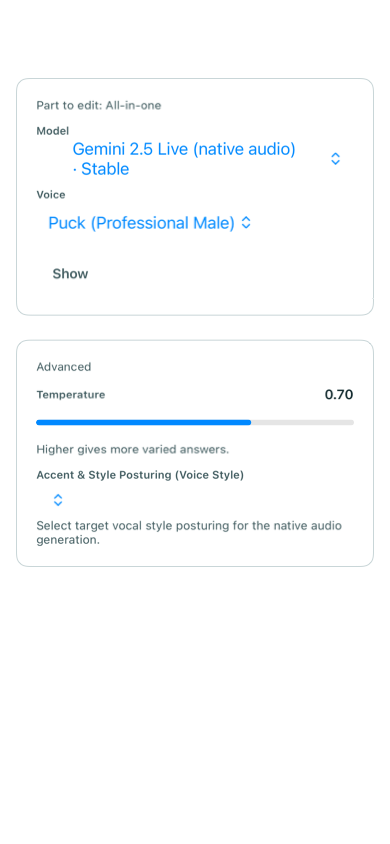 Part to edit: All-in-one
Model
Gemini 2.5 Live (native audio)
· Stable
Voice
Puck (Professional Male)
Show
Advanced
Temperature 0.70
Higher gives more varied answers.
Accent & Style Posturing (Voice Style)
Select target vocal style posturing for the native audio
generation.